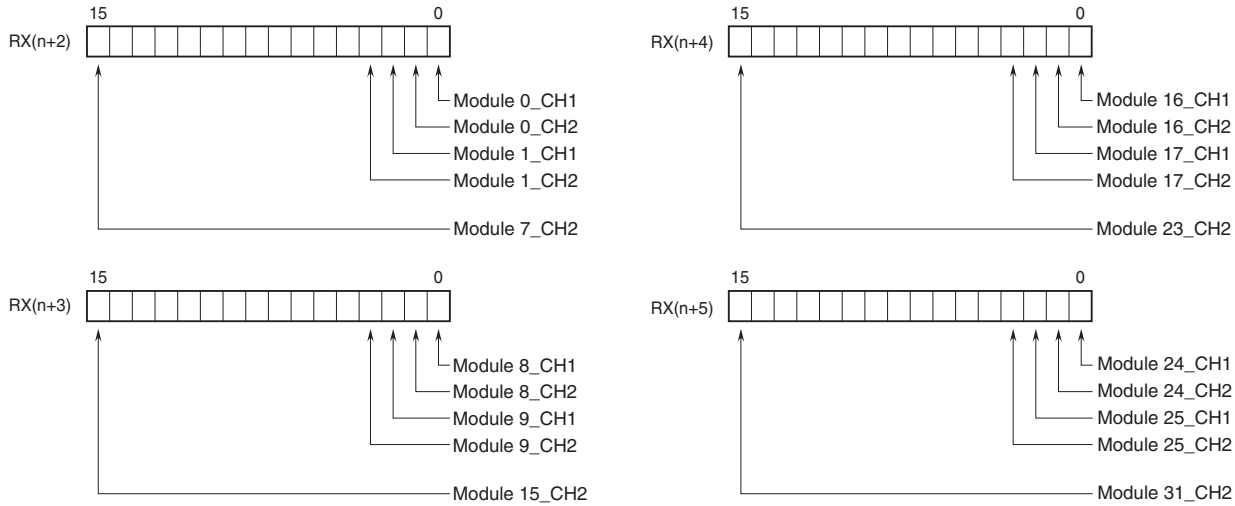 15 0
RX(n+2)
Module 0_CH1
Module 0_CH2
Module 1_CH1
Module 1_CH2
Module 7_CH2
15 0
RX(n+4)
Module 16_CH1
Module 16_CH2
Module 17_CH1
Module 17_CH2
Module 23_CH2
15 0
RX(n+3)
Module 8_CH1
Module 8_CH2
Module 9_CH1
Module 9_CH2
Module 15_CH2
15 0
RX(n+5)
Module 24_CH1
Module 24_CH2
Module 25_CH1
Module 25_CH2
Module 31_CH2